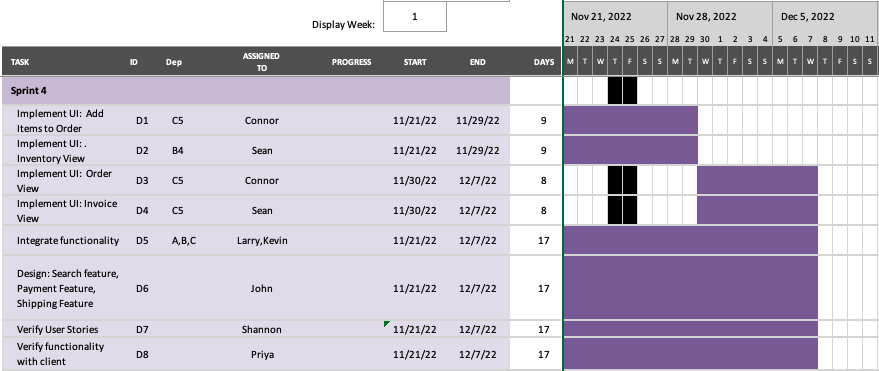 Nov 21, 2022 Nov 28, 2022 Dec 5, 2022
Display Week: 1
21 22 23 24 25 26 27 28 29 30 1 2 3 4 5 6 7 8 9 10 11
TASK ID Dep ASSIGNED TO PROGRESS START END DAYS M T W T F S S M T W T F S S M T W T F S S
Sprint 4
Implement UI: Add
Items to Order D1 C5 Connor 11/21/22 11/29/22 9
Implement UI: .
Inventory View D2 B4 Sean 11/21/22 11/29/22 9
Implement UI: Order
View D3 C5 Connor 11/30/22 12/7/22 8
Implement UI: Invoice
View D4 C5 Sean 11/30/22 12/7/22 8
Integrate functionality D5 A,B,C Larry,Kevin 11/21/22 12/7/22 17
Design: Search feature,
Payment Feature, D6 John 11/21/22 12/7/22 17
Shipping Feature
Verify User Stories D7 Shannon 11/21/22 12/7/22 17
Verify functionality
with client D8 Priya 11/21/22 12/7/22 17